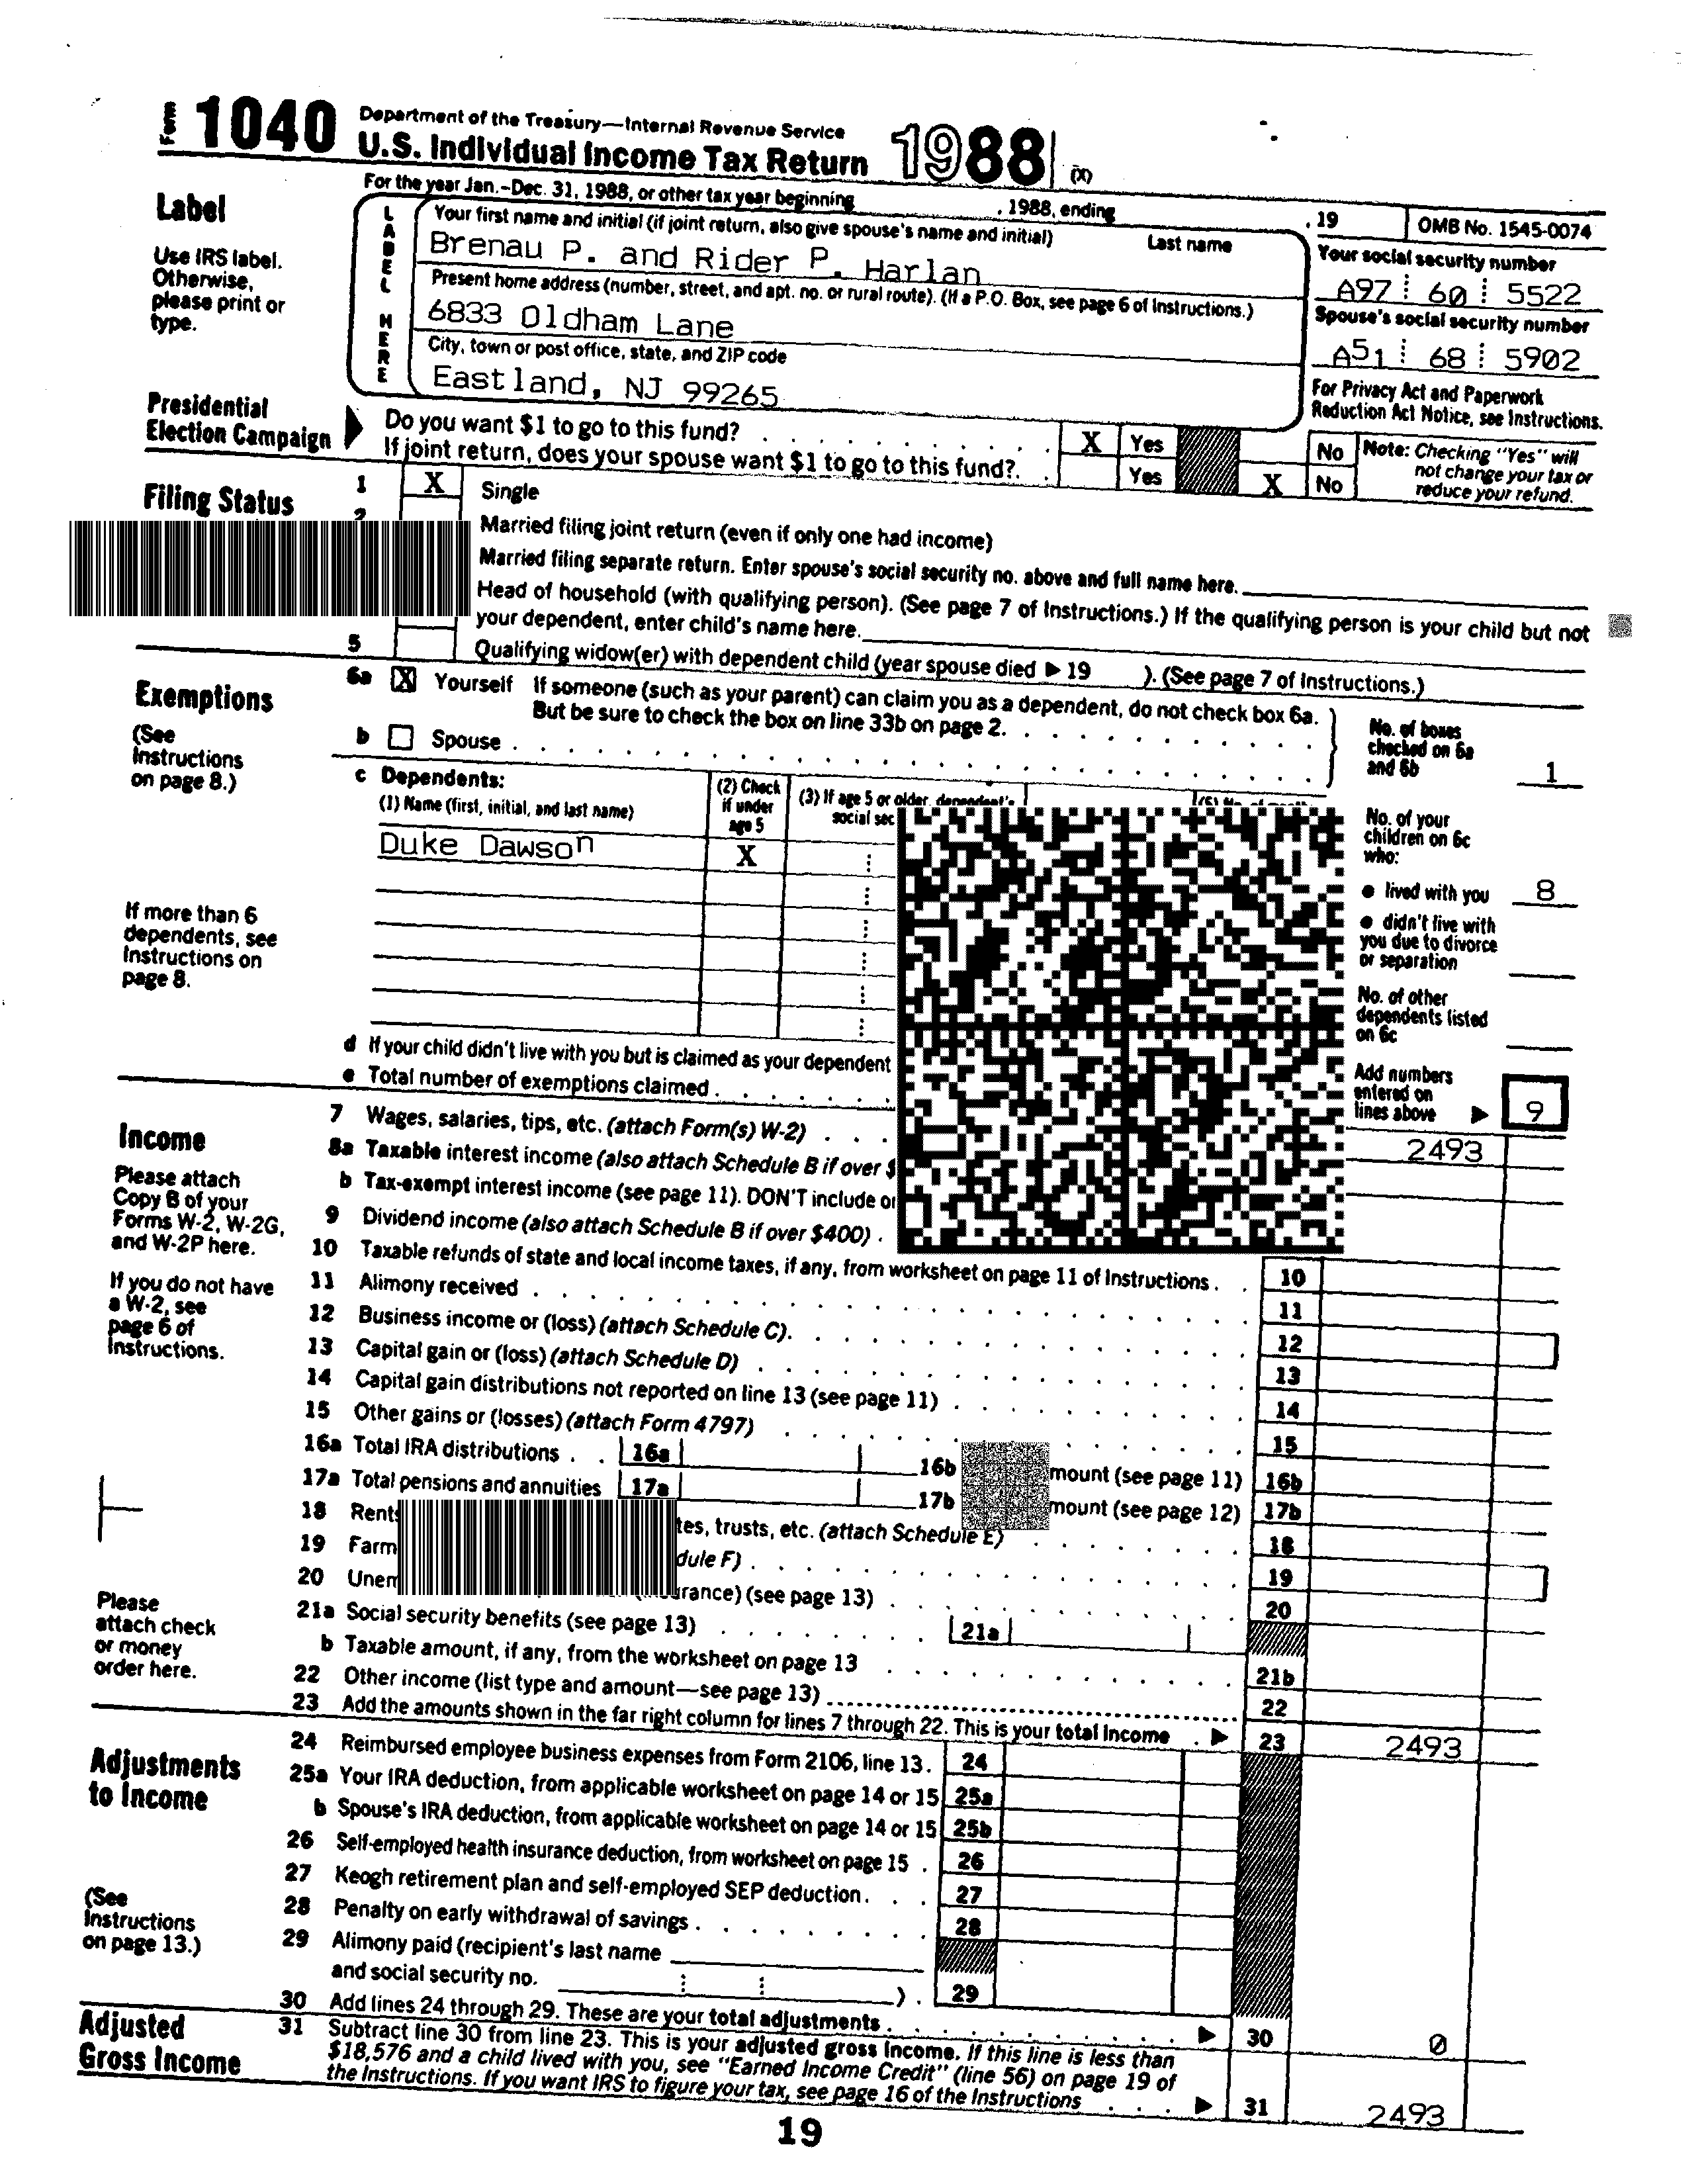 Form 1040 Department of the Treasury—Internal Revenue Service
U.S. Individual Income Tax Return 1988 (X)
For the year Jan.–Dec. 31, 1988, or other tax year beginning , 1988, ending , 19 OMB No. 1545-0074
Label
Use IRS label.
Otherwise,
please print or
type.
LABEL HERE
Your first name and initial (if joint return, also give spouse's name and initial) Last name
Brenau P. and Rider P. Harlan
Your social security number
A97 60 5522
Present home address (number, street, and apt. no. or rural route). (If a P.O. Box, see page 6 of Instructions.)
6833 Oldham Lane
Spouse's social security number
A51 68 5902
City, town or post office, state, and ZIP code
Eastland, NJ 99265
For Privacy Act and Paperwork
Reduction Act Notice, see Instructions.
Presidential
Election Campaign
Do you want $1 to go to this fund? X Yes No
If joint return, does your spouse want $1 to go to this fund? Yes X No
Note: Checking "Yes" will
not change your tax or
reduce your refund.
Filing Status
1 X Single
2 Married filing joint return (even if only one had income)
Married filing separate return. Enter spouse's social security no. above and full name here.
Head of household (with qualifying person). (See page 7 of Instructions.) If the qualifying person is your child but not
your dependent, enter child's name here.
5 Qualifying widow(er) with dependent child (year spouse died ▶ 19 ). (See page 7 of Instructions.)
Exemptions
(See
Instructions
on page 8.)
6a X Yourself If someone (such as your parent) can claim you as a dependent, do not check box 6a.
But be sure to check the box on line 33b on page 2.
b Spouse
No. of boxes
checked on 6a
and 6b 1
c Dependents:
(1) Name (first, initial, and last name)
(2) Check
if under
age 5
(3) If age 5 or older, dependent's
social sec
Duke Dawson X
No. of your
children on 6c
who:
● lived with you 8
● didn't live with
you due to divorce
or separation
No. of other
dependents listed
on 6c
If more than 6
dependents, see
Instructions on
page 8.
d If your child didn't live with you but is claimed as your dependent
e Total number of exemptions claimed
Add numbers
entered on
lines above ▶ 9
Income
Please attach
Copy B of your
Forms W-2, W-2G,
and W-2P here.
If you do not have
a W-2, see
page 6 of
Instructions.
Please
attach check
or money
order here.
7 Wages, salaries, tips, etc. (attach Form(s) W-2) 2493
8a Taxable interest income (also attach Schedule B if over $
b Tax-exempt interest income (see page 11). DON'T include on
9 Dividend income (also attach Schedule B if over $400)
10 Taxable refunds of state and local income taxes, if any, from worksheet on page 11 of Instructions 10
11 Alimony received 11
12 Business income or (loss) (attach Schedule C) 12
13 Capital gain or (loss) (attach Schedule D) 13
14 Capital gain distributions not reported on line 13 (see page 11) 14
15 Other gains or (losses) (attach Form 4797) 15
16a Total IRA distributions 16a 16b mount (see page 11) 16b
17a Total pensions and annuities 17a 17b mount (see page 12) 17b
18 Rents tes, trusts, etc. (attach Schedule E) 18
19 Farm dule F) 19
20 Unem urance) (see page 13) 20
21a Social security benefits (see page 13) 21a
b Taxable amount, if any, from the worksheet on page 13 21b
22 Other income (list type and amount—see page 13) 22
23 Add the amounts shown in the far right column for lines 7 through 22. This is your total income ▶ 23 2493
Adjustments
to Income
(See
Instructions
on page 13.)
24 Reimbursed employee business expenses from Form 2106, line 13. 24
25a Your IRA deduction, from applicable worksheet on page 14 or 15 25a
b Spouse's IRA deduction, from applicable worksheet on page 14 or 15 25b
26 Self-employed health insurance deduction, from worksheet on page 15 26
27 Keogh retirement plan and self-employed SEP deduction 27
28 Penalty on early withdrawal of savings 28
29 Alimony paid (recipient's last name
and social security no. ) 29
30 Add lines 24 through 29. These are your total adjustments ▶ 30 0
Adjusted
Gross Income
31 Subtract line 30 from line 23. This is your adjusted gross income. If this line is less than
$18,576 and a child lived with you, see "Earned Income Credit" (line 56) on page 19 of
the Instructions. If you want IRS to figure your tax, see page 16 of the Instructions ▶ 31 2493
19